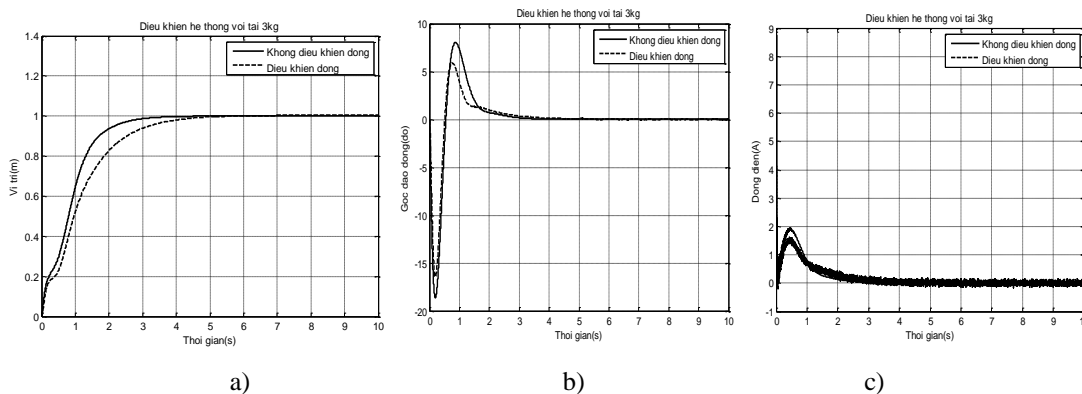 Dieu khien he thong voi tai 3kg
Khong dieu khien dong
Dieu khien dong
Vi tri(m)
1.4
1.2
1
0.8
0.6
0.4
0.2
0
0 1 2 3 4 5 6 7 8 9 10
Thoi gian(s)
a)
Dieu khien he thong voi tai 3kg
Khong dieu khien dong
Dieu khien dong
Goc dao dong(do)
10
5
0
-5
-10
-15
-20
0 1 2 3 4 5 6 7 8 9 10
Thoi gian(s)
b)
Dieu khien he thong voi tai 3kg
Khong dieu khien dong
Dieu khien dong
Dong dien(A)
9
8
7
6
5
4
3
2
1
0
-1
0 1 2 3 4 5 6 7 8 9 1
Thoi gian(s)
c)